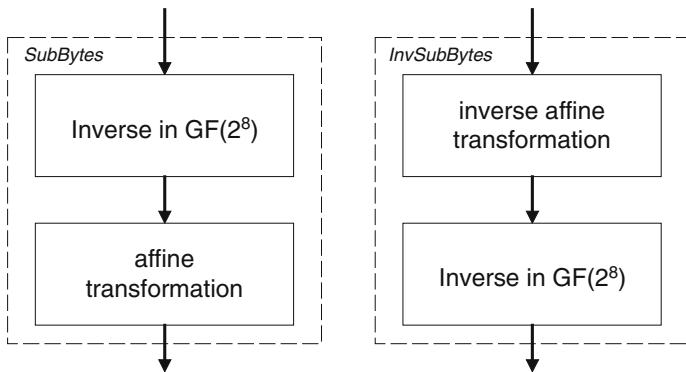 SubBytes
Inverse in GF(2⁸)
affine
transformation
InvSubBytes
inverse affine
transformation
Inverse in GF(2⁸)